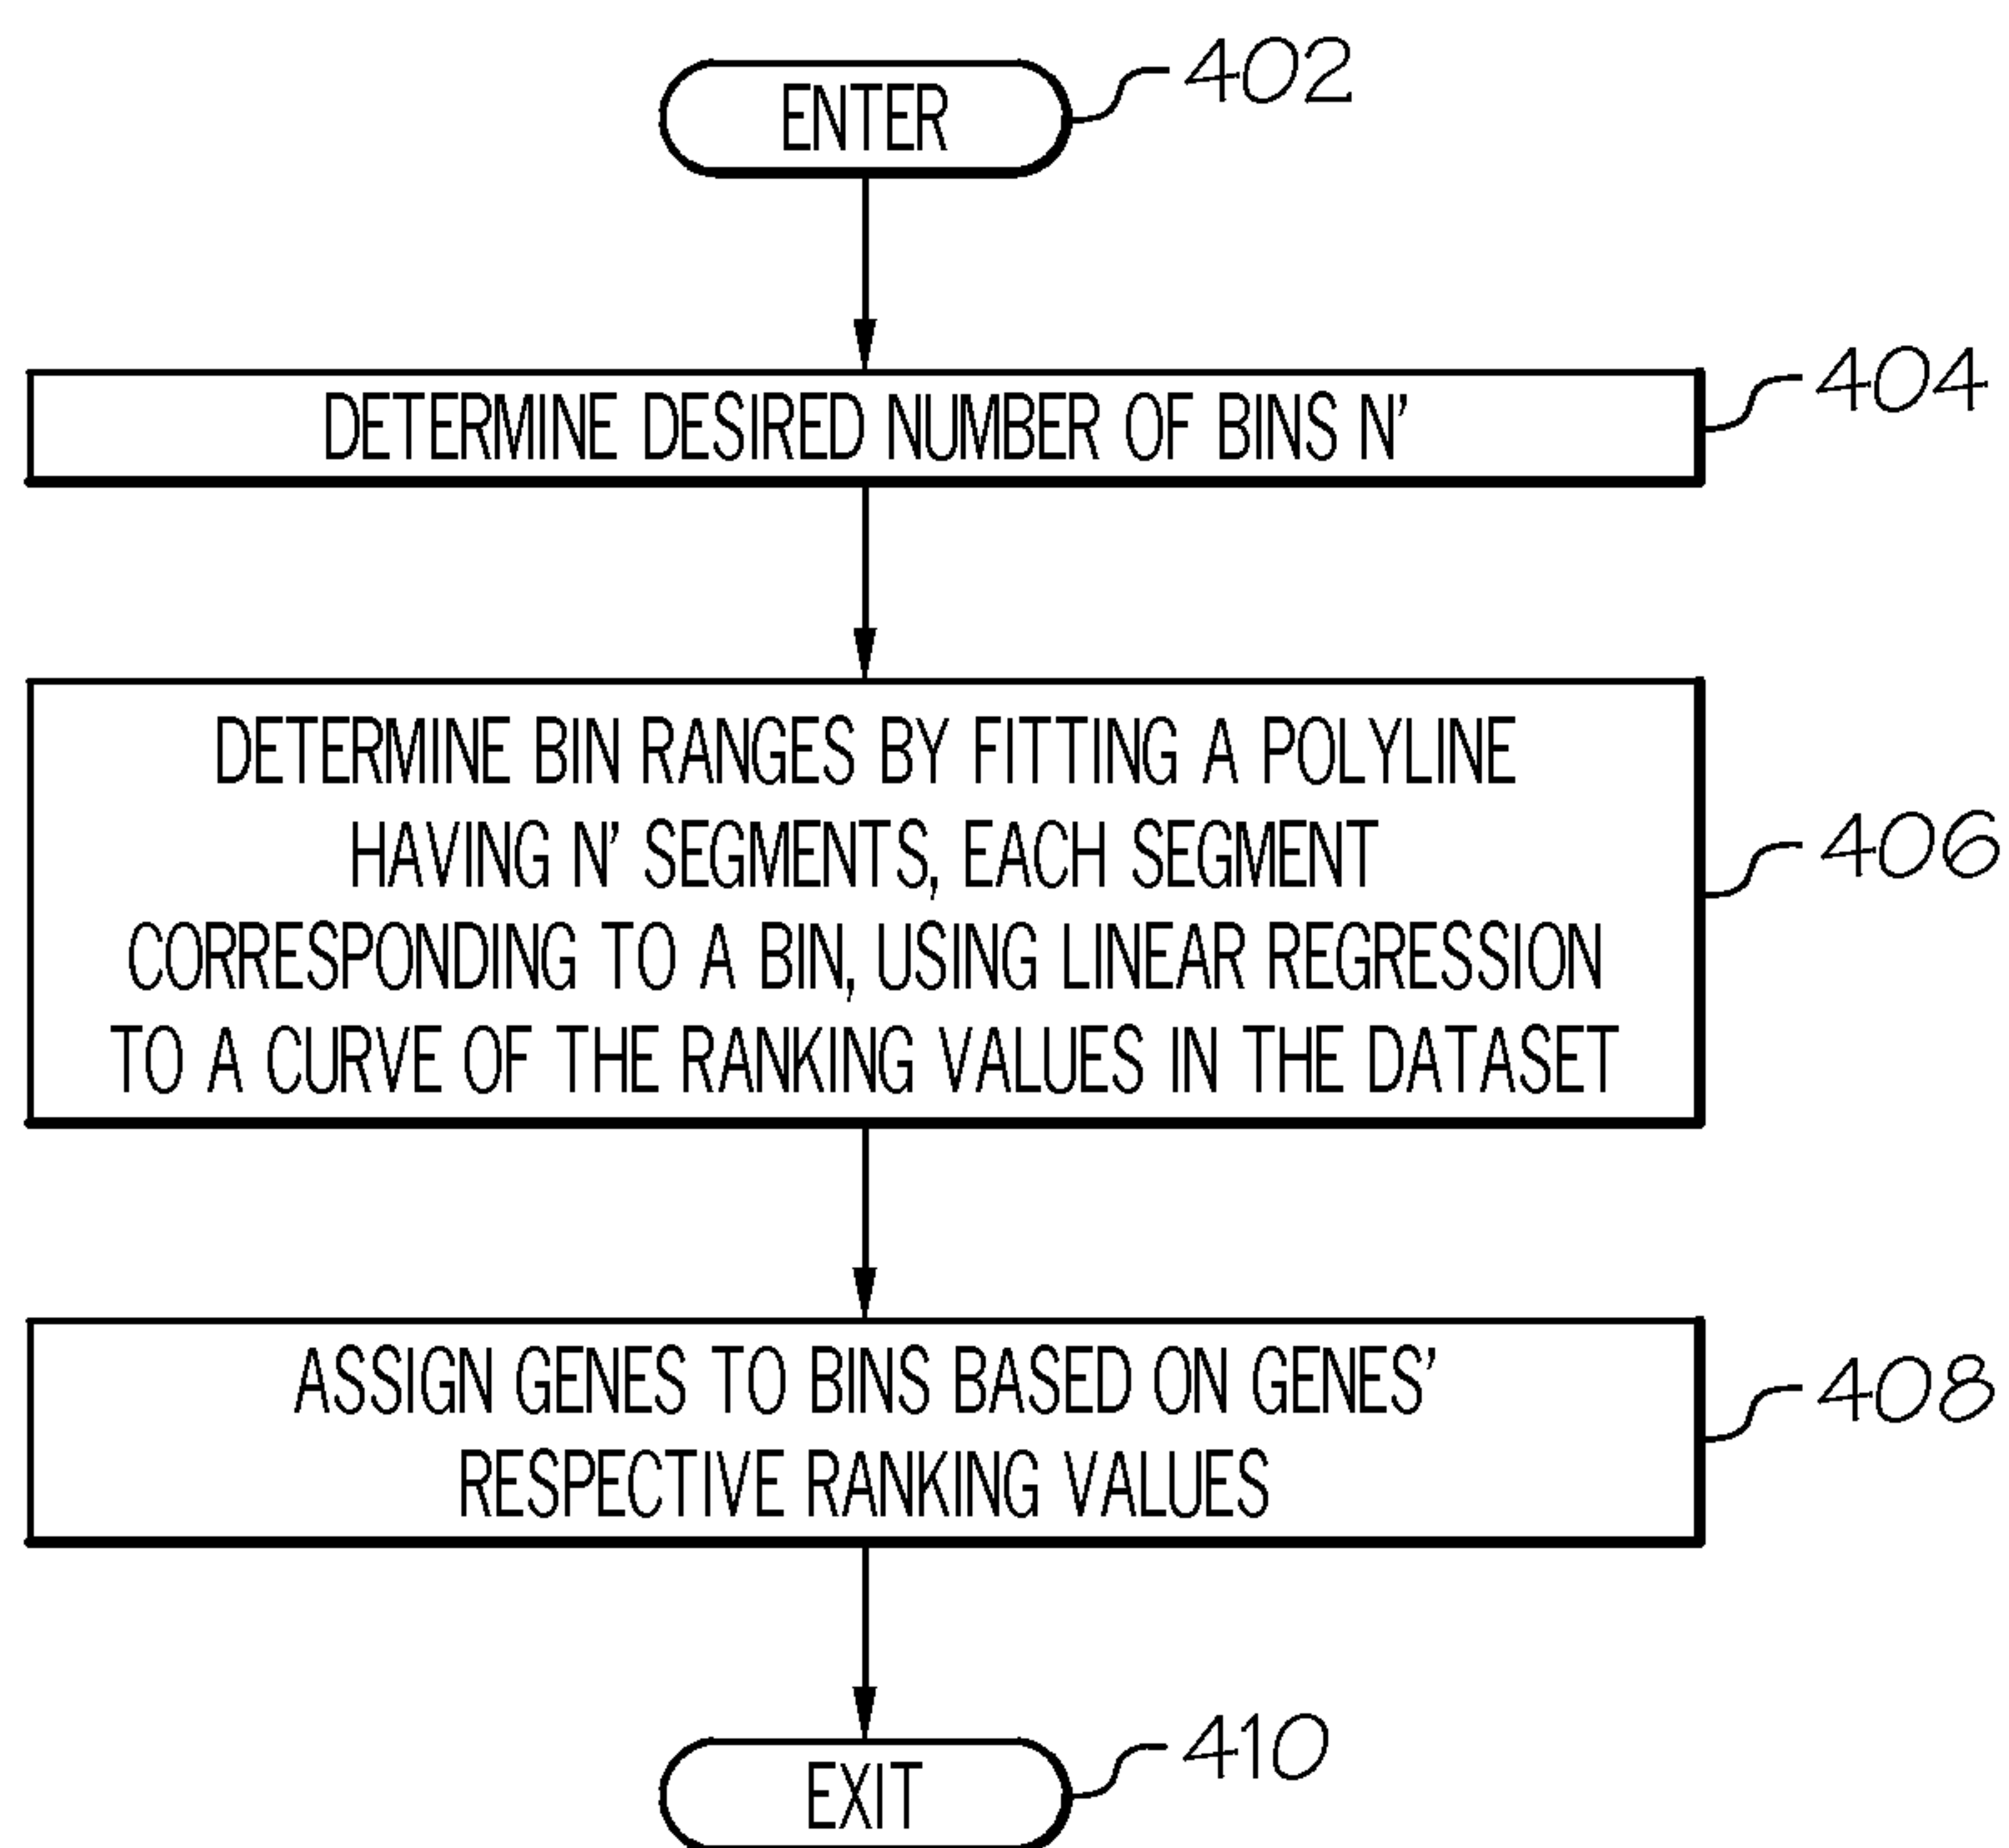 ENTER
402
DETERMINE DESIRED NUMBER OF BINS N'
404
DETERMINE BIN RANGES BY FITTING A POLYLINE
HAVING N' SEGMENTS, EACH SEGMENT
CORRESPONDING TO A BIN, USING LINEAR REGRESSION
TO A CURVE OF THE RANKING VALUES IN THE DATASET
406
ASSIGN GENES TO BINS BASED ON GENES'
RESPECTIVE RANKING VALUES
408
EXIT
410